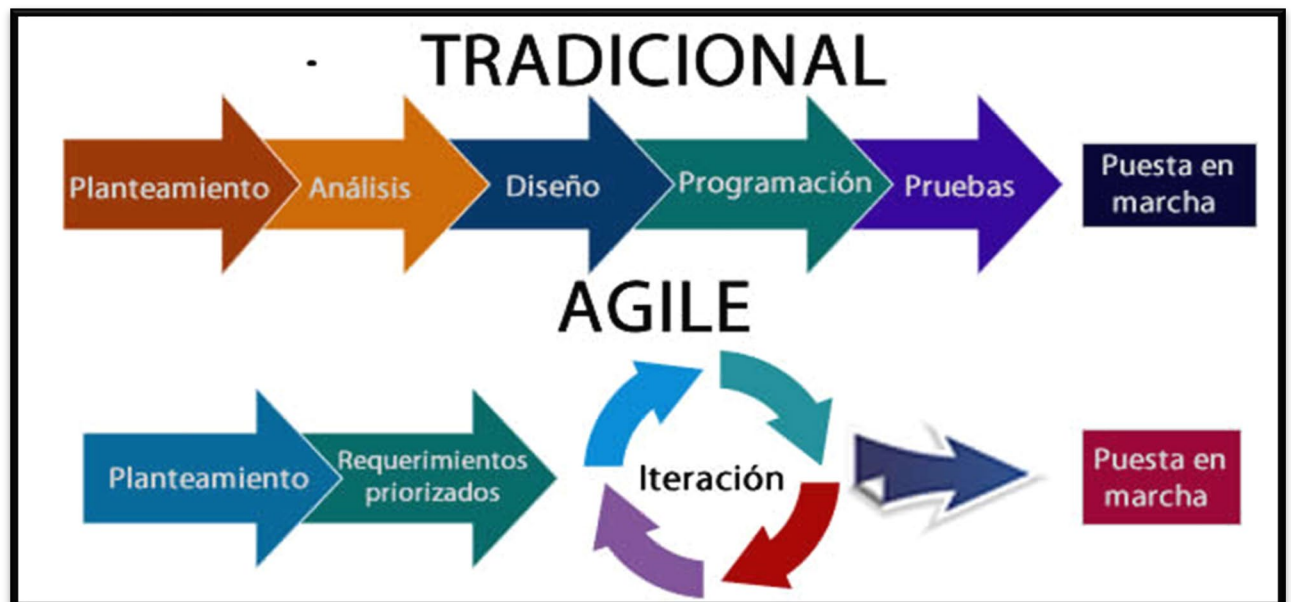 TRADICIONAL
Planteamiento
Análisis
Diseño
Programación
Pruebas
Puesta en
marcha
AGILE
Planteamiento
Requerimientos
priorizados
Iteración
Puesta en
marcha